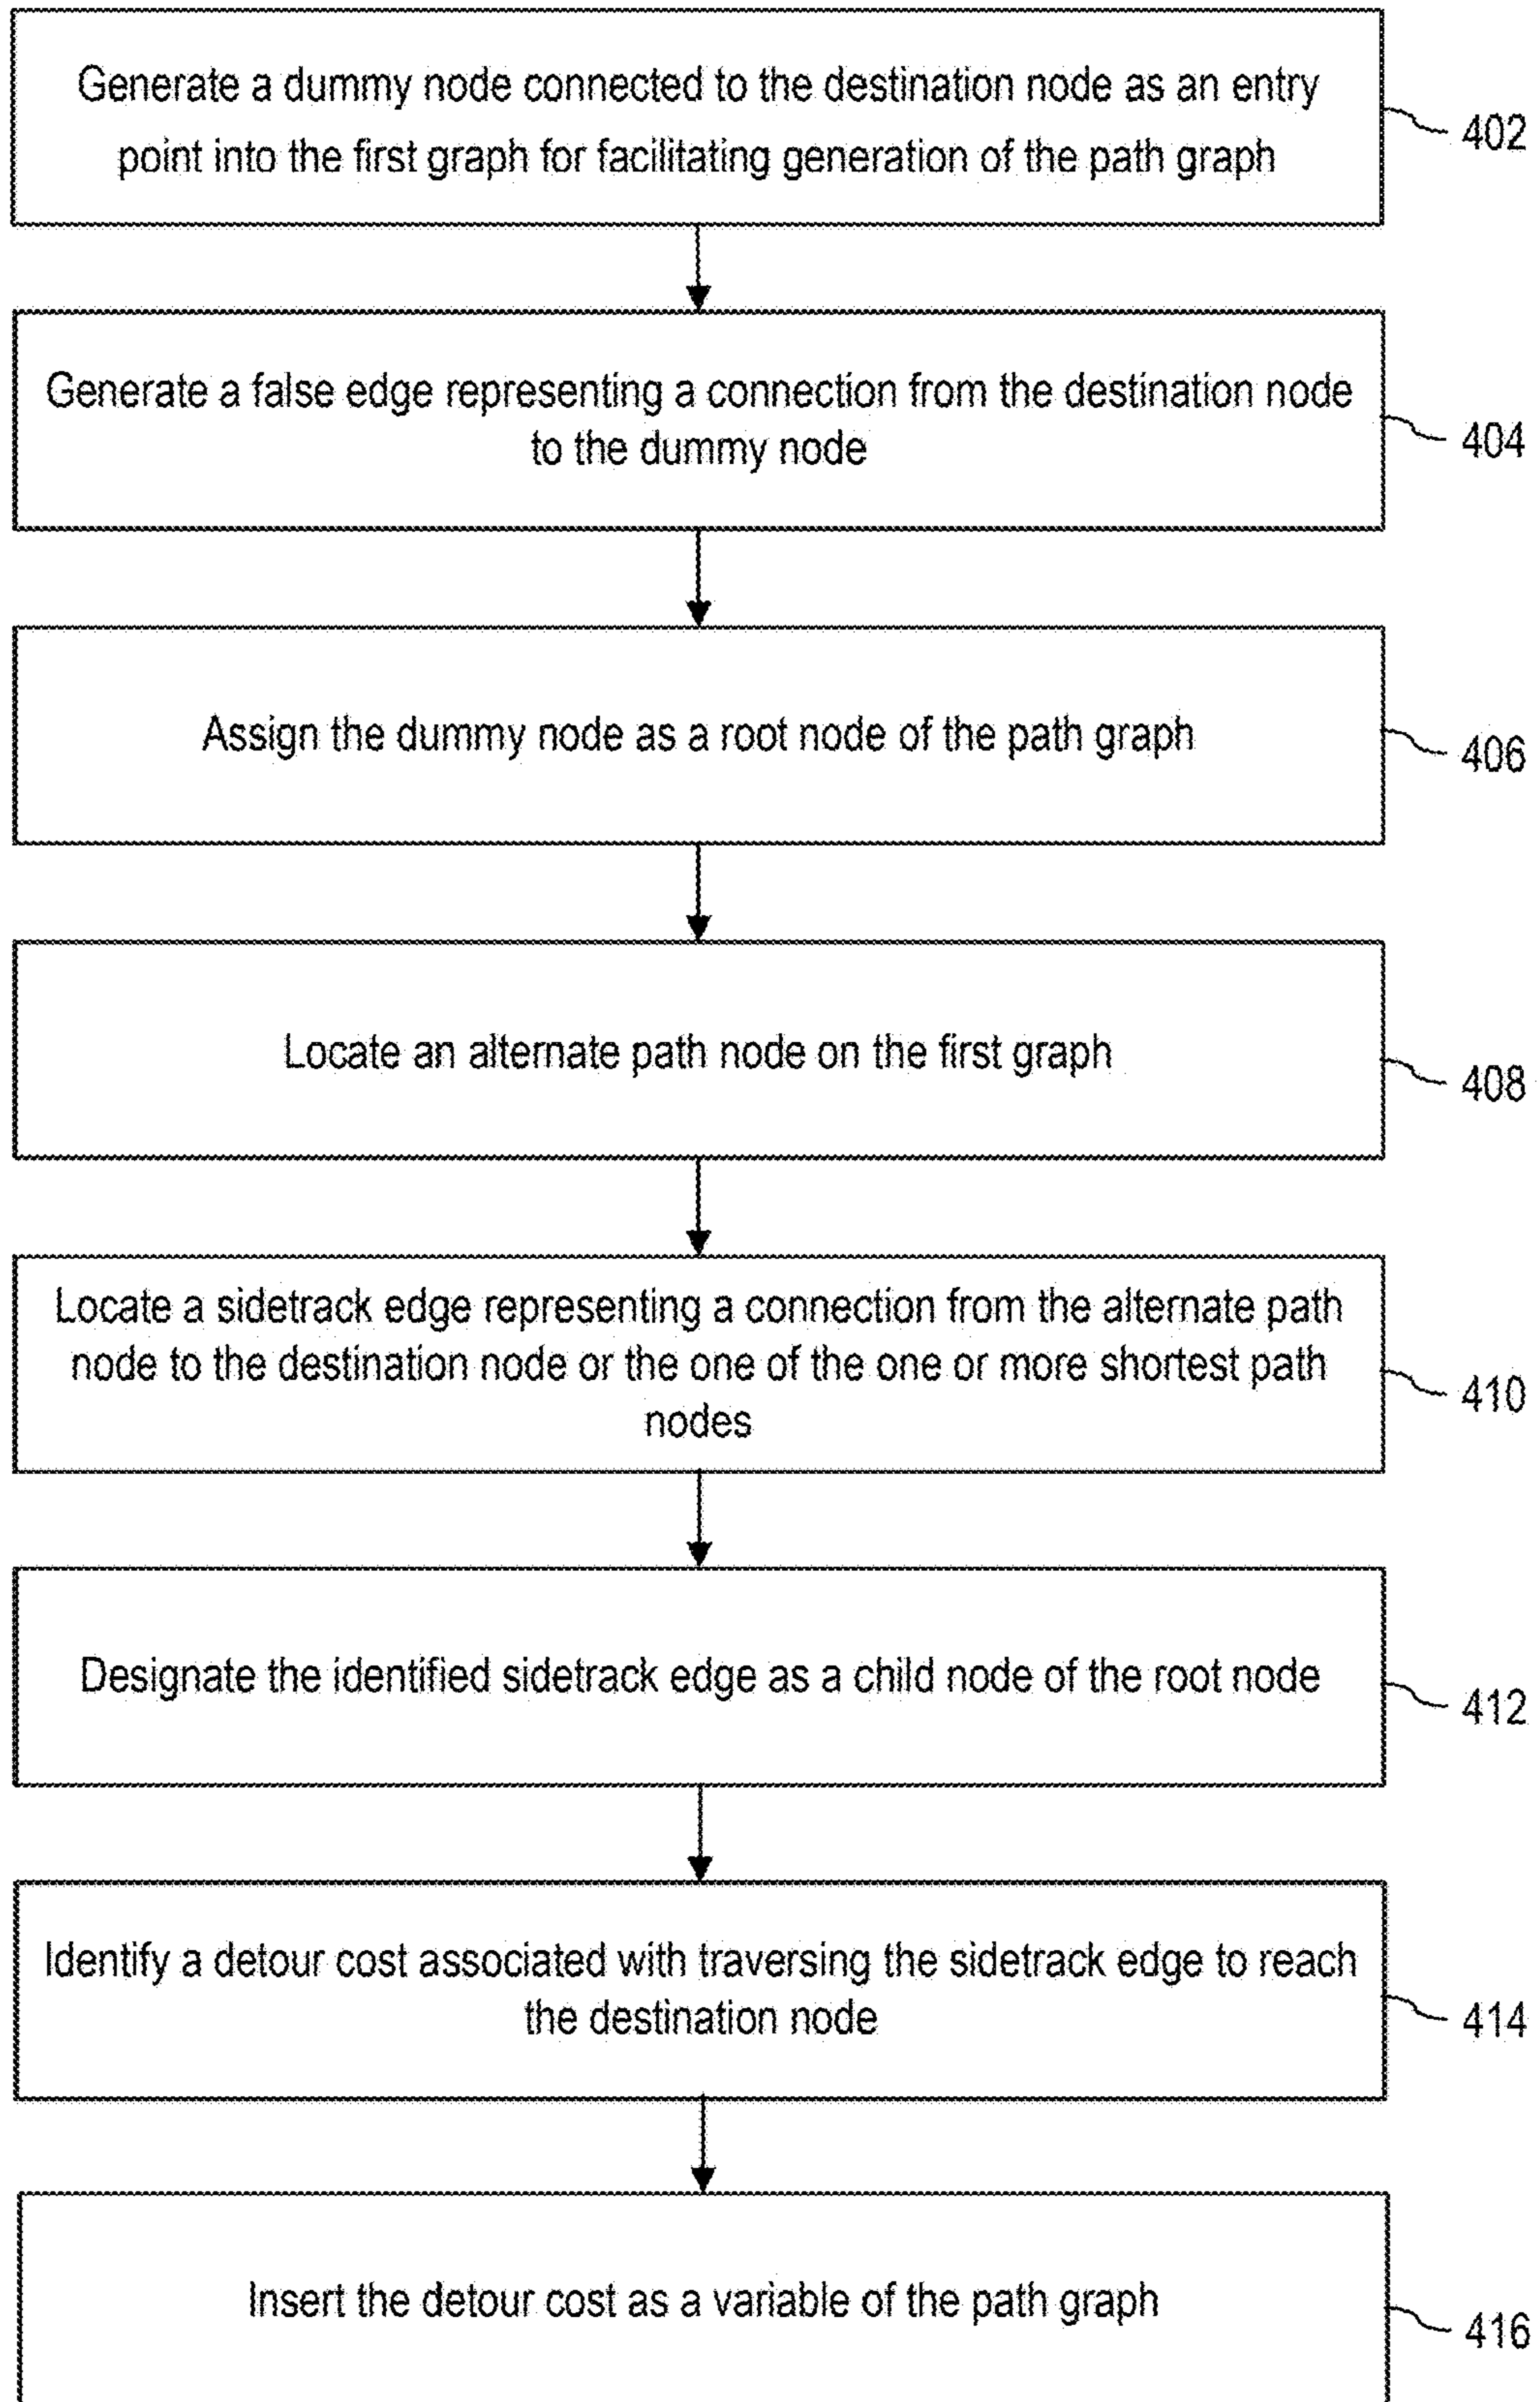 Generate a dummy node connected to the destination node as an entry
point into the first graph for facilitating generation of the path graph
402
Generate a false edge representing a connection from the destination node
to the dummy node
404
Assign the dummy node as a root node of the path graph
406
Locate an alternate path node on the first graph
408
Locate a sidetrack edge representing a connection from the alternate path
node to the destination node or the one of the one or more shortest path
nodes
410
Designate the identified sidetrack edge as a child node of the root node
412
Identify a detour cost associated with traversing the sidetrack edge to reach
the destination node
414
Insert the detour cost as a variable of the path graph
416